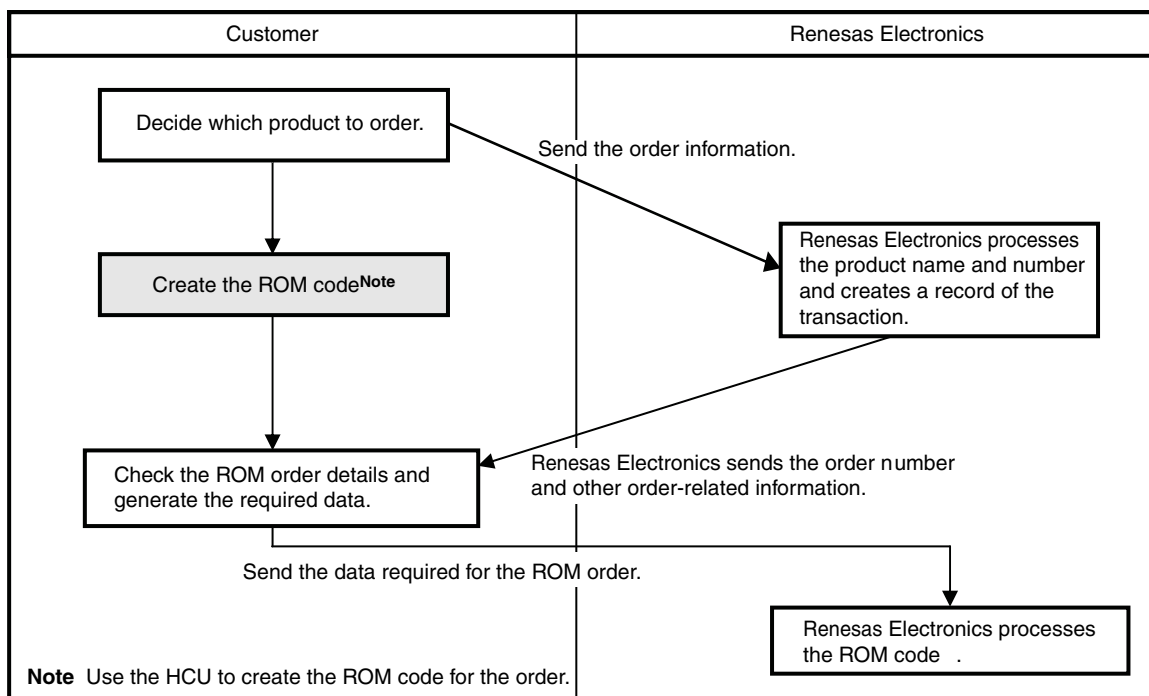 Customer
Renesas Electronics
Decide which product to order.
Send the order information.
Renesas Electronics processes
the product name and number
and creates a record of the
transaction.
Create the ROM codeNote
Check the ROM order details and
generate the required data.
Renesas Electronics sends the order number
and other order-related information.
Send the data required for the ROM order.
Renesas Electronics processes
the ROM code .
Note Use the HCU to create the ROM code for the order.